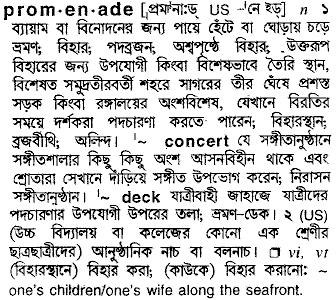 prom·en·ade [ˌপ্রমᵃনা:ড্ US –ᵃনে ইড্] n ১
ব্যায়াম বা বিনোদনের জন্য পায়ে হেঁটে বা ঘোড়ায় চড়ে
ভ্রমণ; বিহার; পদব্রজন; অশ্বপৃষ্ঠে বিহার; উক্তরূপ
বিহারের জন্য উপযোগী কিংবা বিশেষভাবে তৈরি স্থান,
বিশেষত সমুদ্রতীরবর্তী শহরে সাগরের তীর ঘেঁষে প্রশস্ত
সড়ক কিংবা রঙ্গালয়ের অংশবিশেষ, যেখানে বিরতির
সময়ে দর্শকরা পদচারণা করতে পারেন; বিহারস্থান;
ব্রজবীথি; অলিন্দ। ˈ~ concert যে সঙ্গীতানুষ্ঠানে
সঙ্গীতশালার কিছু কিছু অংশ আসনবিহীন থাকে এবং
শ্রোতারা সেখানে দাঁড়িয়ে সঙ্গীত উপভোগ করেন; নিরাসন
সঙ্গীতানুষ্ঠান। ˈ~ deck যাত্রীবাহী জাহাজে যাত্রীদের
পদচারণার উপযোগী উপরের তলা; ভ্রমণ-ডেক। ২ (US)
(উচ্চ বিদ্যালয় বা কলেজের কোনো এক শ্রেণীর
ছাত্রছাত্রীদের) আনুষ্ঠানিক নাচ বা বলনাচ। □ vi, vt
(বিহারস্থানে) বিহার করা; (কাউকে) বিহার করানো: ~
one's children/one's wife along the seafront.